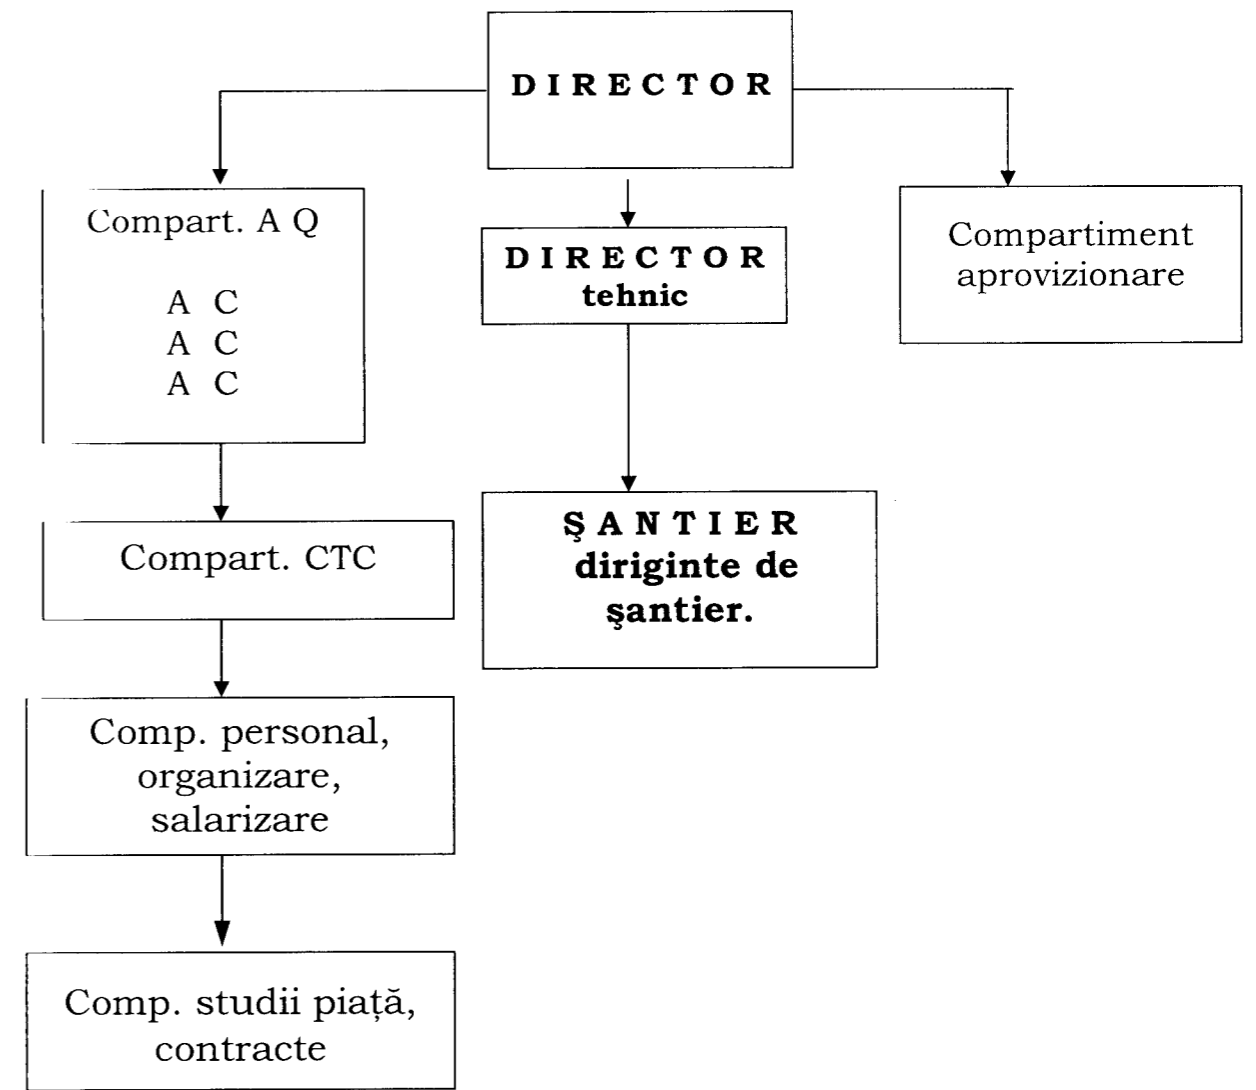 D I R E C T O R
Compart. A Q
A C
A C
A C
D I R E C T O R
tehnic
Compartiment
aprovizionare
Compart. CTC
Ş A N T I E R
diriginte de
şantier.
Comp. personal,
organizare,
salarizare
Comp. studii piaţă,
contracte